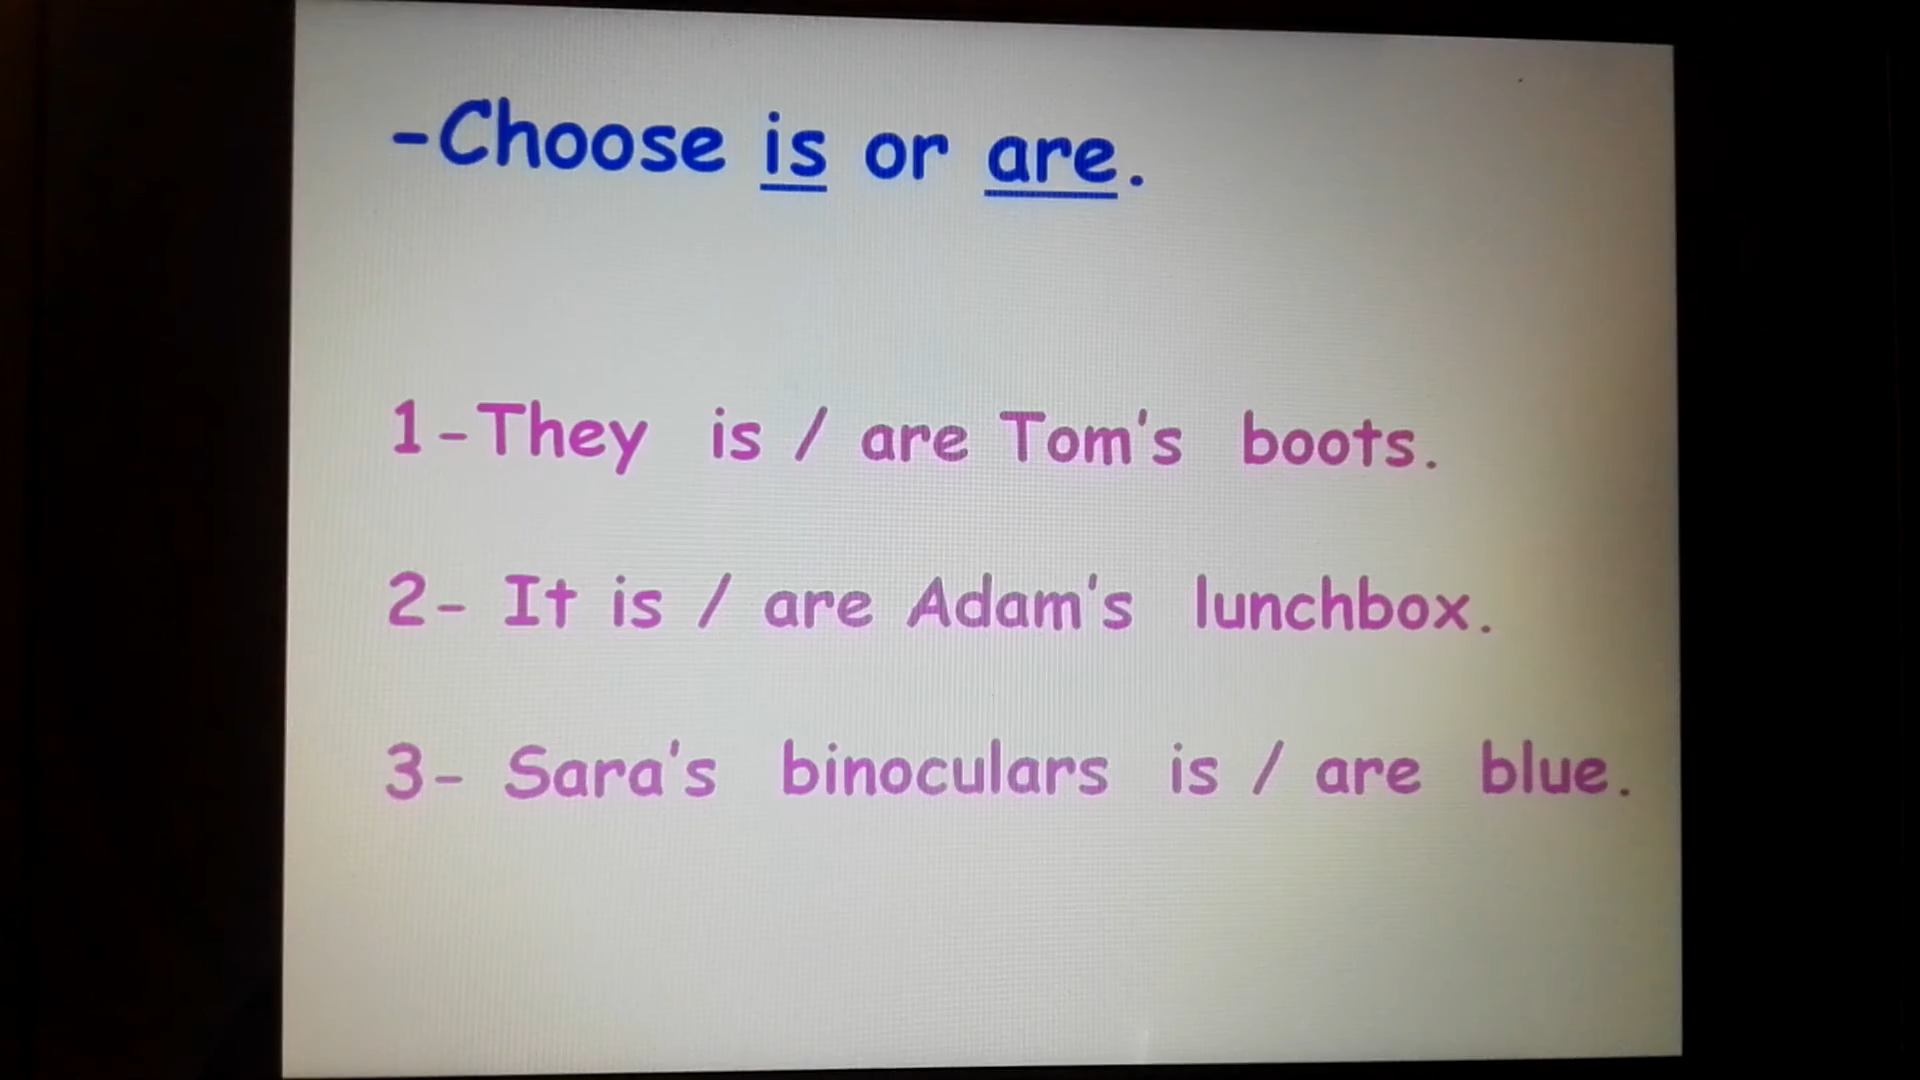 -Choose is or are.
1-They is / are Tom's boots.
2- It is / are Adam's lunchbox.
3- Sara's binoculars is / are blue.